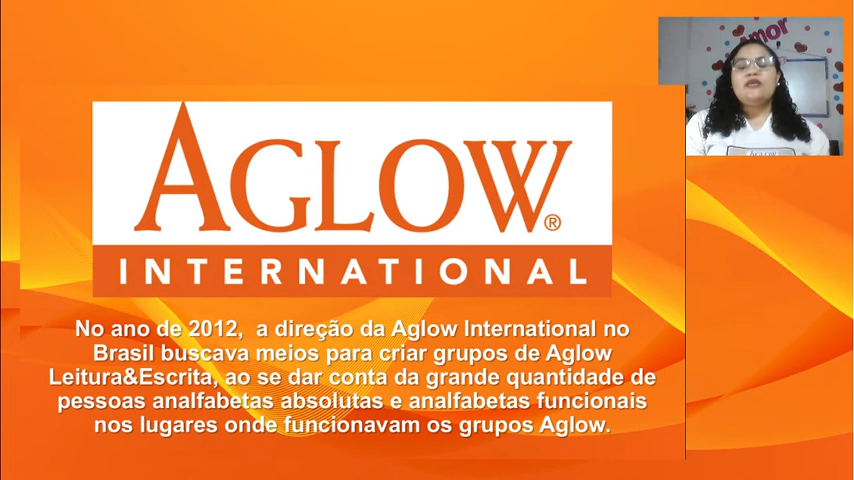 Amor
AGLOW®
INTERNATIONAL
No ano de 2012, a direção da Aglow International no
Brasil buscava meios para criar grupos de Aglow
Leitura&Escrita, ao se dar conta da grande quantidade de
pessoas analfabetas absolutas e analfabetas funcionais
nos lugares onde funcionavam os grupos Aglow.
AGLOW